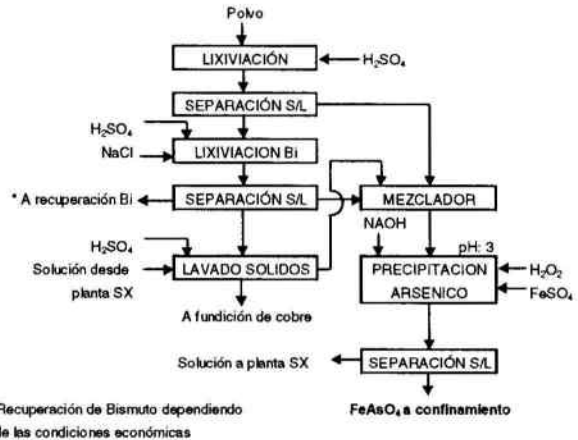 Polvo
LIXIVIACIÓN
H₂SO₄
SEPARACIÓN S/L
H₂SO₄
NaCl
LIXIVIACION Bi
* A recuperación Bi
SEPARACIÓN S/L
MEZCLADOR
NAOH
pH: 3
H₂SO₄
Solución desde
planta SX
LAVADO SOLIDOS
PRECIPITACION
ARSENICO
H₂O₂
FeSO₄
A fundición de cobre
Solución a planta SX
SEPARACIÓN S/L
Recuperación de Bismuto dependiendo
de las condiciones económicas
FeAsO₄ a confinamiento